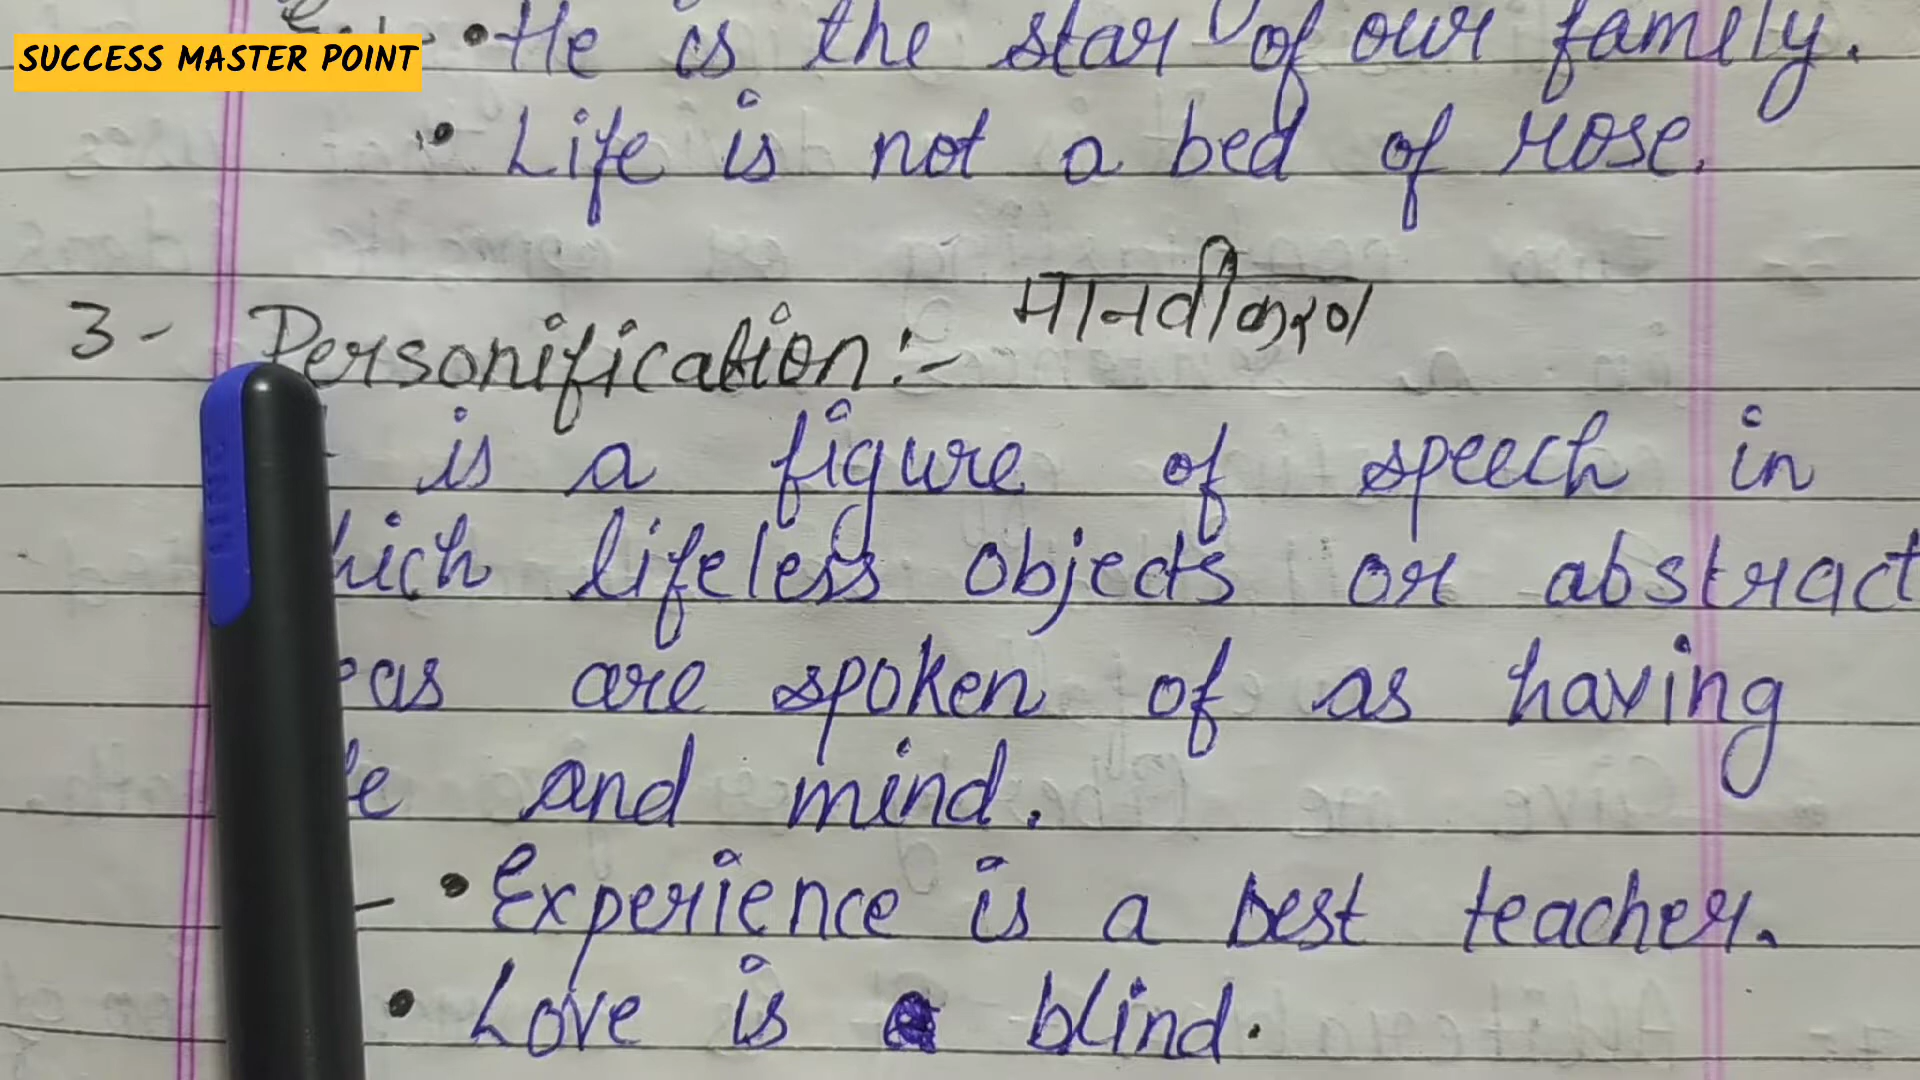 SUCCESS MASTER POINT
• He is the star of our family.
• Life is not a bed of rose.
3- Personification:- मानवीकरण
is a figure of speech in
hich lifeless objects or abstract
eas are spoken of as having
e and mind.
- • Experience is a best teacher.
• Love is blind.